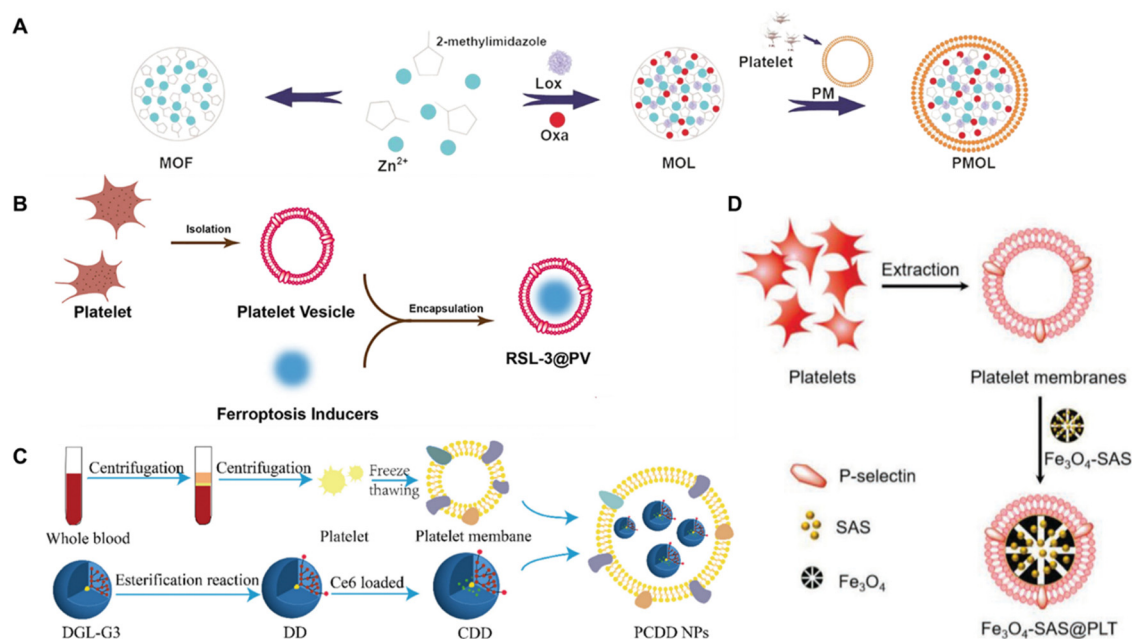 A
2-methylimidazole
Zn2+
MOF
Lox
Oxa
MOL
Platelet
PM
PMOL
B
Platelet
Isolation
Platelet Vesicle
Ferroptosis Inducers
Encapsulation
RSL-3@PV
C
Whole blood
Centrifugation
Centrifugation
Platelet
Freeze
thawing
Platelet membane
DGL-G3
Esterification reaction
DD
Ce6 loaded
CDD
PCDD NPs
D
Platelets
Extraction
Platelet membranes
Fe3O4-SAS
P-selectin
SAS
Fe3O4
Fe3O4-SAS@PLT